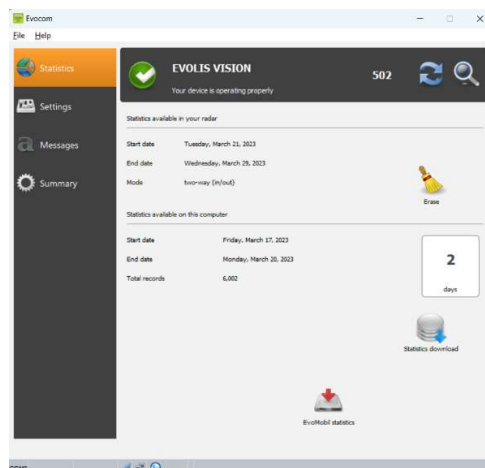 Evocom
File Help
Statistics
EVOLIS VISION
502
Your device is operating properly
Settings
Statistics available in your radar
Messages
Start date Tuesday, March 21, 2023
End date Wednesday, March 29, 2023
Mode two-way (in/out)
Summary
Erase
Statistics available on this computer
Start date Friday, March 17, 2023
End date Monday, March 20, 2023
Total records 6,002
2
days
Statistics download
EvoMobil statistics